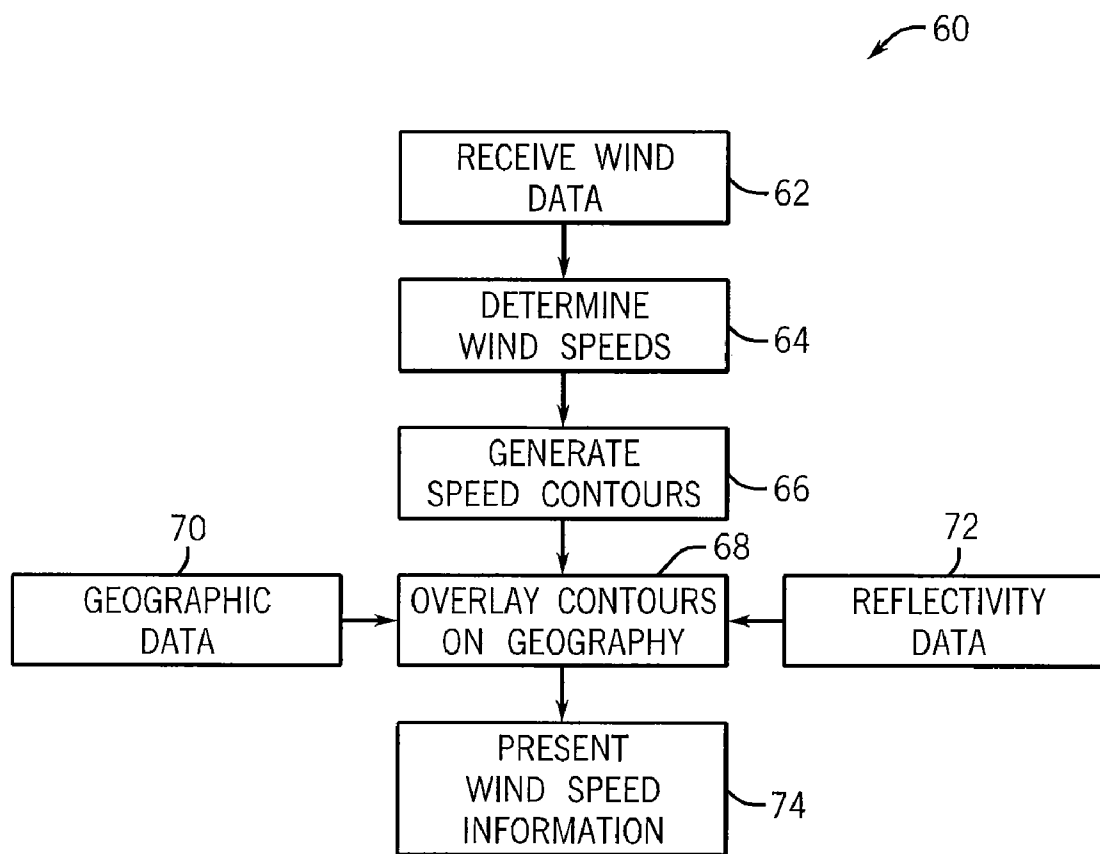 60
RECEIVE WIND
DATA
62
DETERMINE
WIND SPEEDS
64
GENERATE
SPEED CONTOURS
66
70
GEOGRAPHIC
DATA
68
OVERLAY CONTOURS
ON GEOGRAPHY
72
REFLECTIVITY
DATA
PRESENT
WIND SPEED
INFORMATION
74